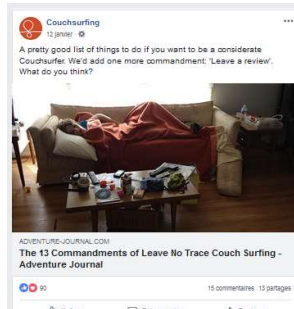 Couchsurfing
12 janvier
A pretty good list of things to do if you want to be a considerate
Couchsurfer. We'd add one more commandment: 'Leave a review'.
What do you think?
ADVENTURE-JOURNAL.COM
The 13 Commandments of Leave No Trace Couch Surfing -
Adventure Journal
90
15 commentaires 13 partages